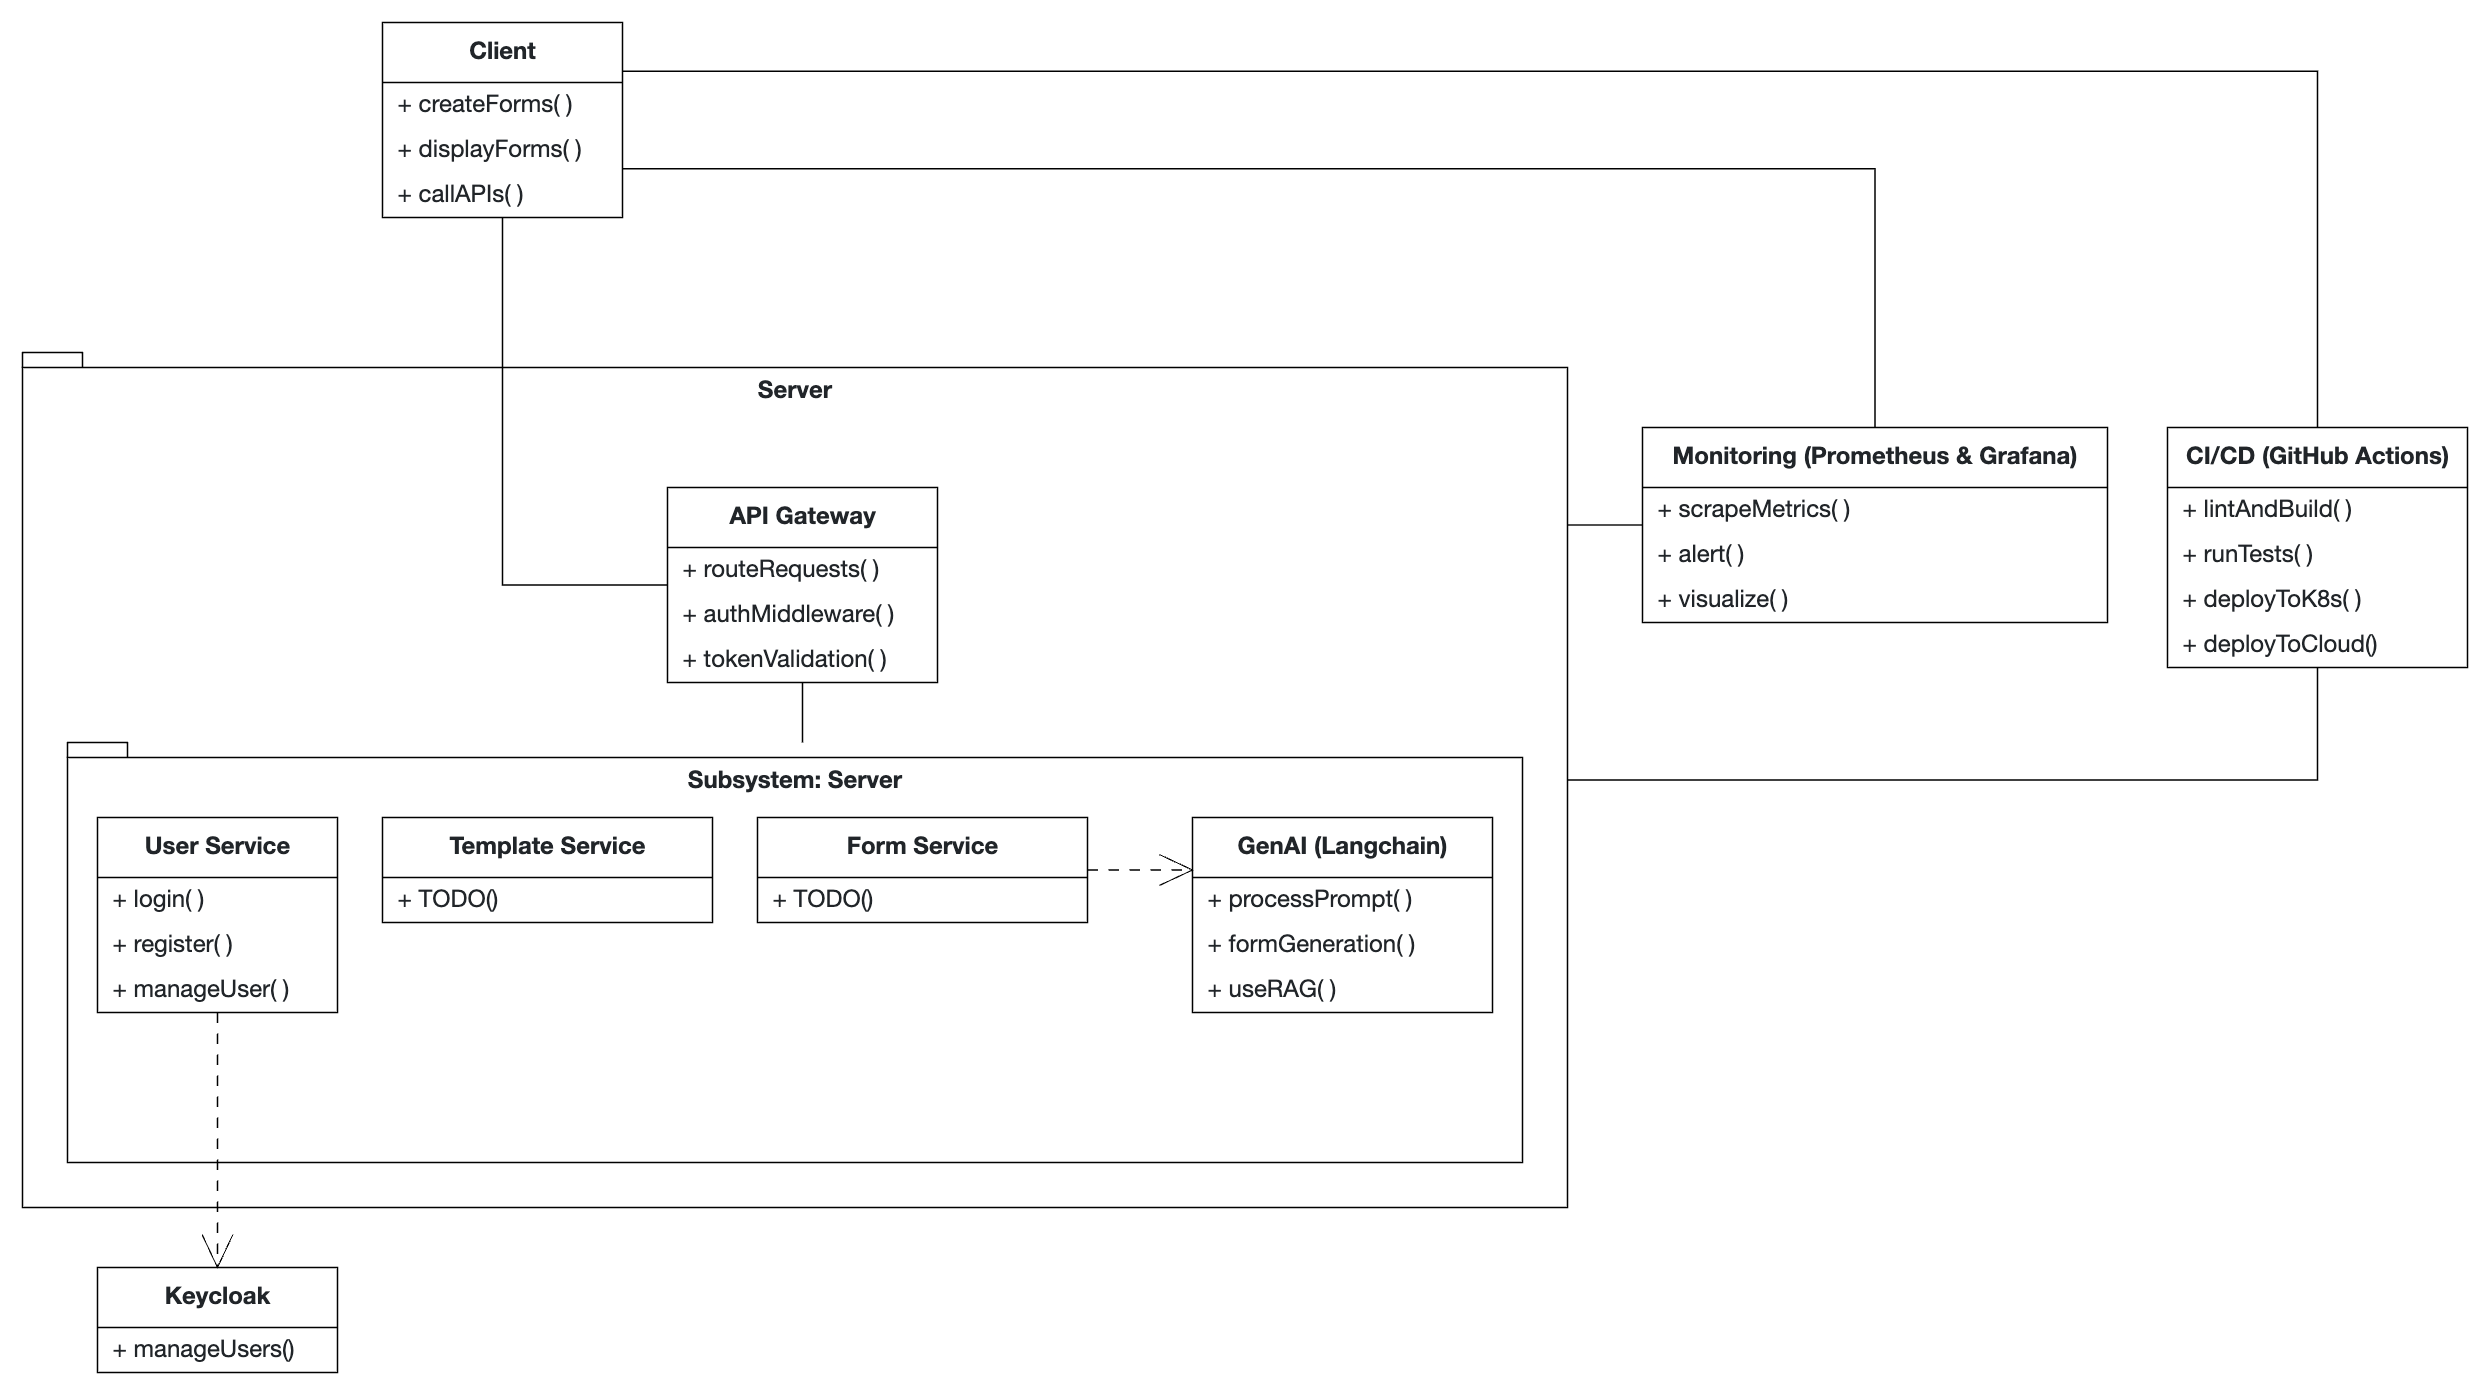 Client
+ createForms( )
+ displayForms( )
+ callAPIs( )
Server
Monitoring (Prometheus & Grafana)
+ scrapeMetrics( )
+ alert( )
+ visualize( )
CI/CD (GitHub Actions)
+ lintAndBuild( )
+ runTests( )
+ deployToK8s( )
+ deployToCloud()
API Gateway
+ routeRequests( )
+ authMiddleware( )
+ tokenValidation( )
Subsystem: Server
User Service
+ login( )
+ register( )
+ manageUser( )
Template Service
+ TODO()
Form Service
+ TODO()
GenAI (Langchain)
+ processPrompt( )
+ formGeneration( )
+ useRAG( )
Keycloak
+ manageUsers()